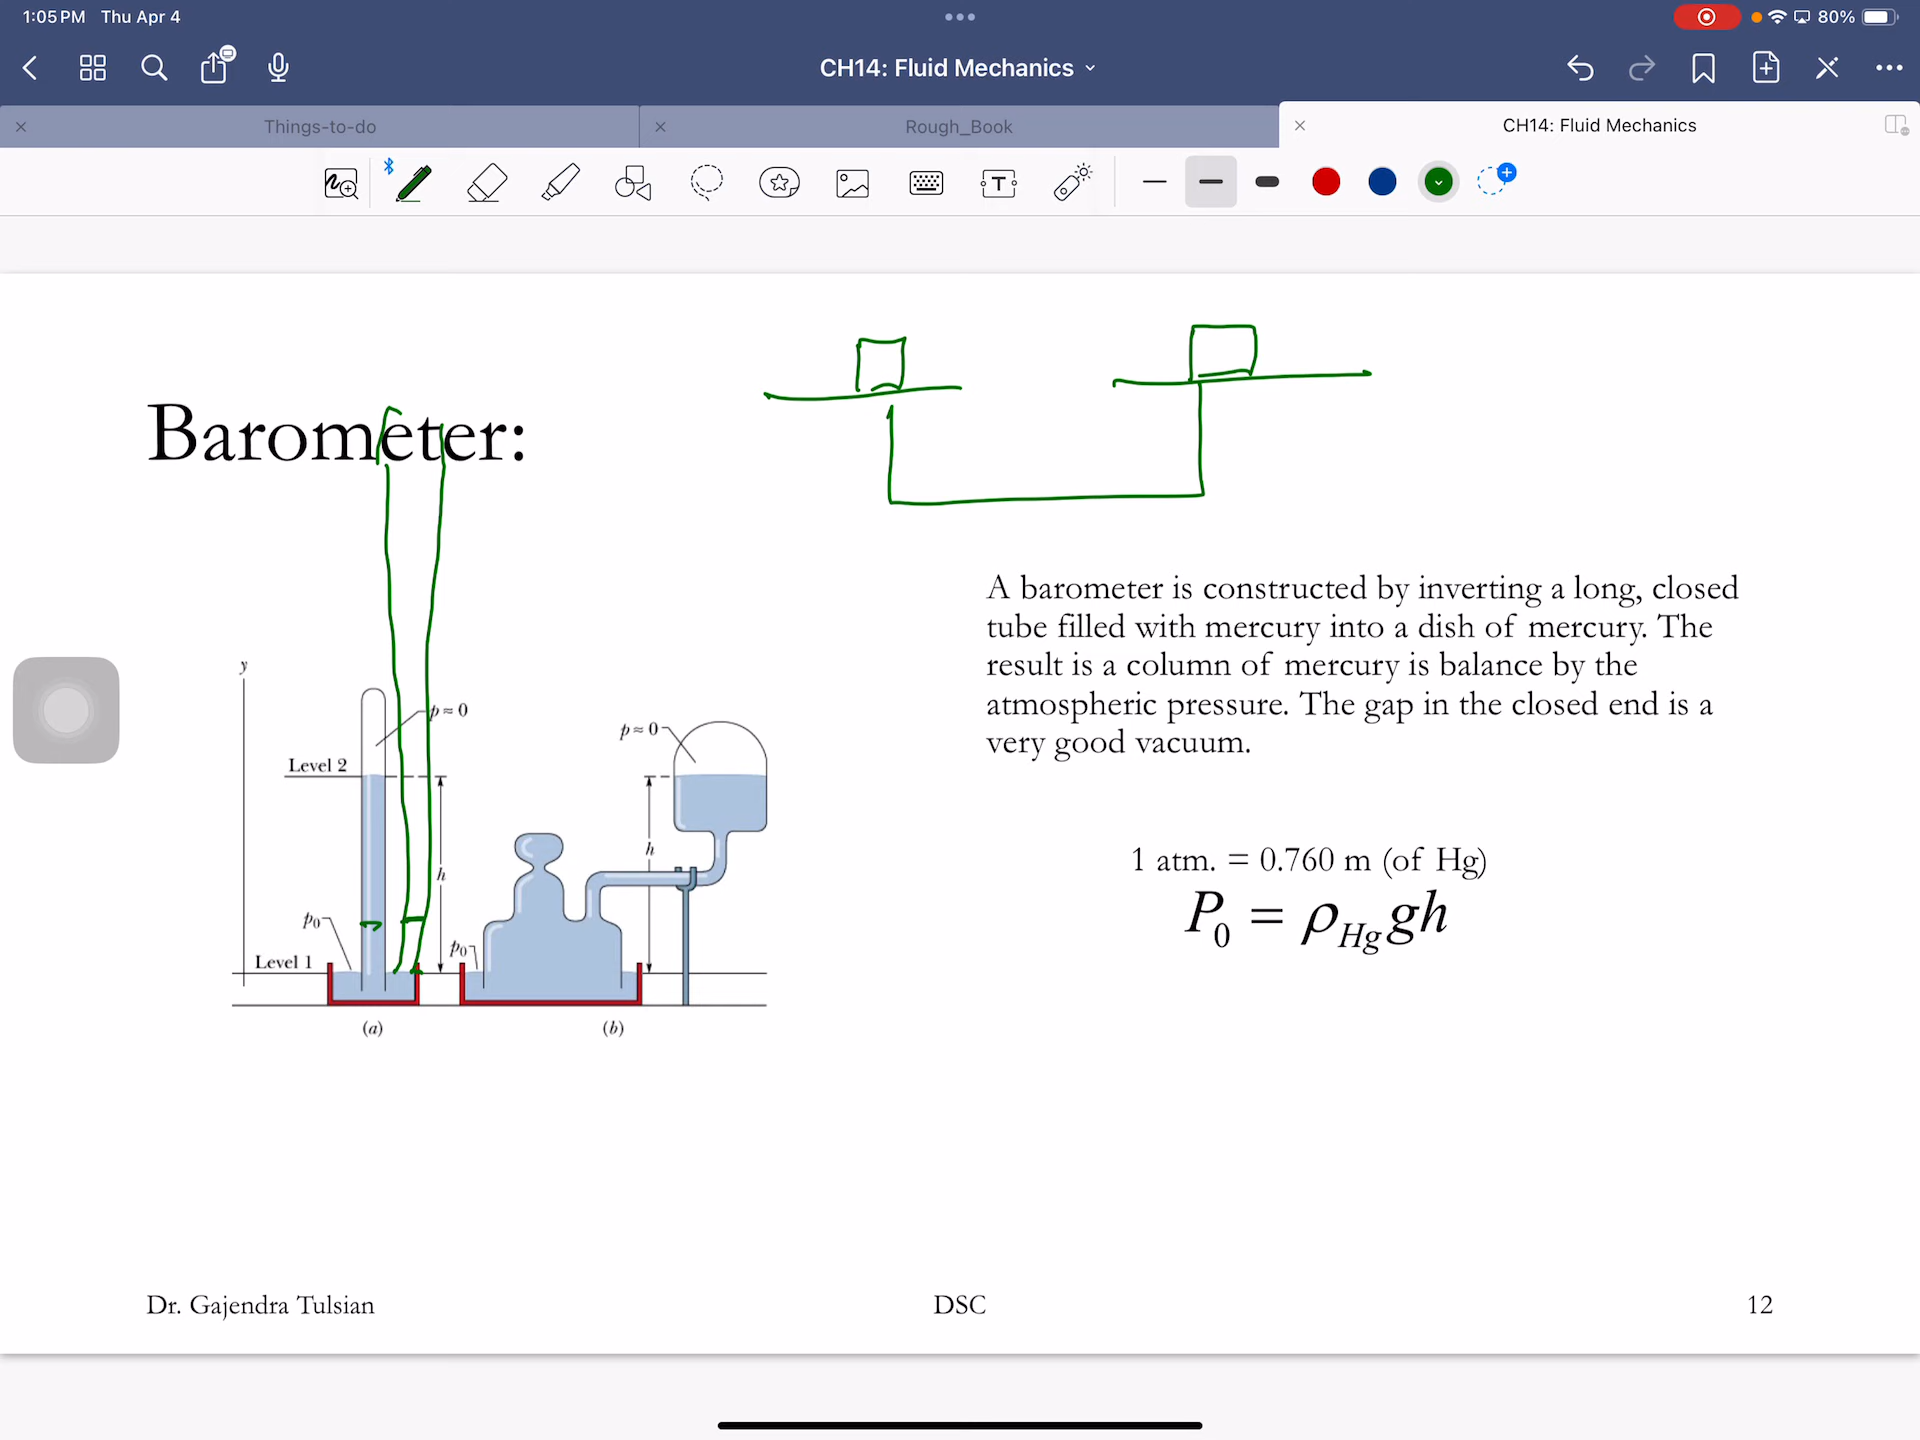 1:05 PM Thu Apr 4
80%
CH14: Fluid Mechanics
Things-to-do
Rough_Book
CH14: Fluid Mechanics
T
Barometer:
A barometer is constructed by inverting a long, closed
tube filled with mercury into a dish of mercury. The
result is a column of mercury is balance by the
atmospheric pressure. The gap in the closed end is a
very good vacuum.
1 atm. = 0.760 m (of Hg)
P₀ = ρ_Hg gh
y
p ≈ 0
Level 2
h
p₀
Level 1
(a)
p ≈ 0
h
p₀
(b)
Dr. Gajendra Tulsian
DSC
12